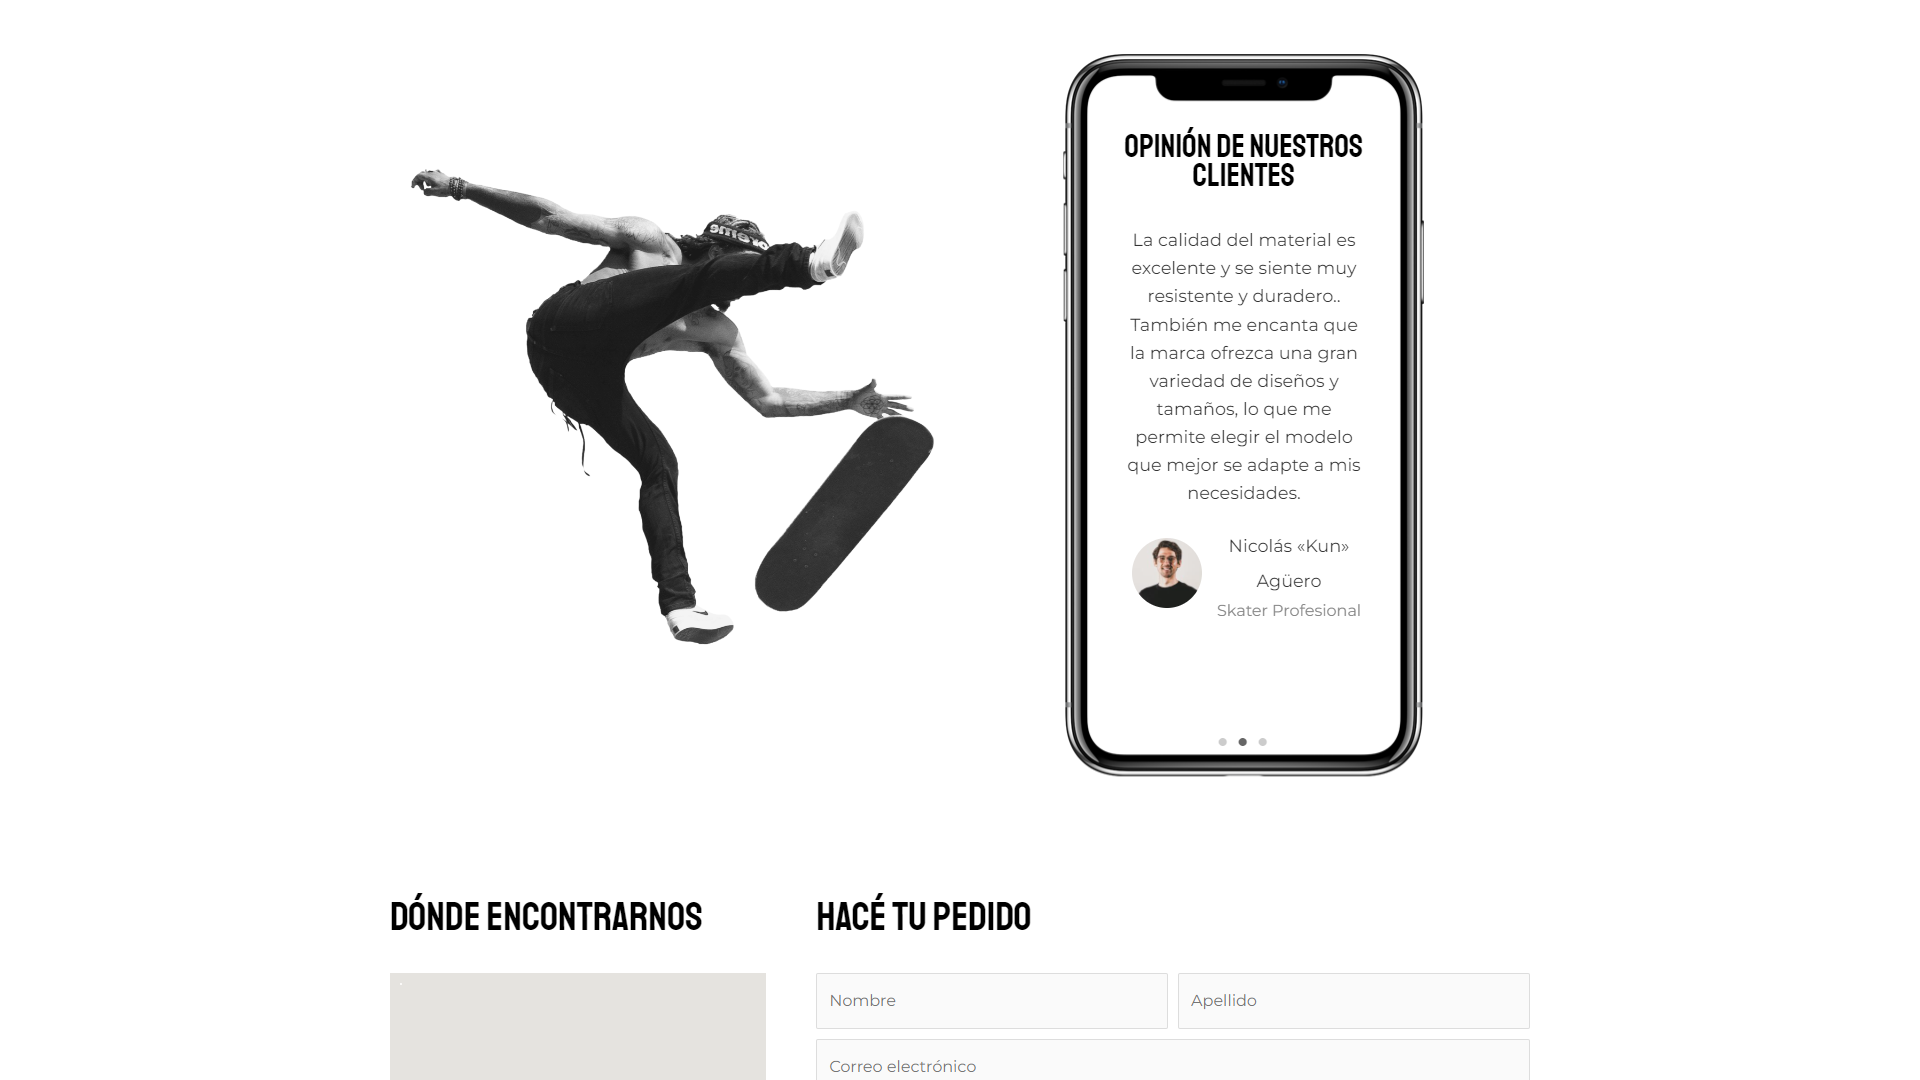 OPINIÓN DE NUESTROS
CLIENTES
La calidad del material es
excelente y se siente muy
resistente y duradero..
También me encanta que
la marca ofrezca una gran
variedad de diseños y
tamaños, lo que me
permite elegir el modelo
que mejor se adapte a mis
necesidades.
Nicolás «Kun»
Agüero
Skater Profesional
DÓNDE ENCONTRARNOS
HACÉ TU PEDIDO
Nombre
Apellido
Correo electrónico